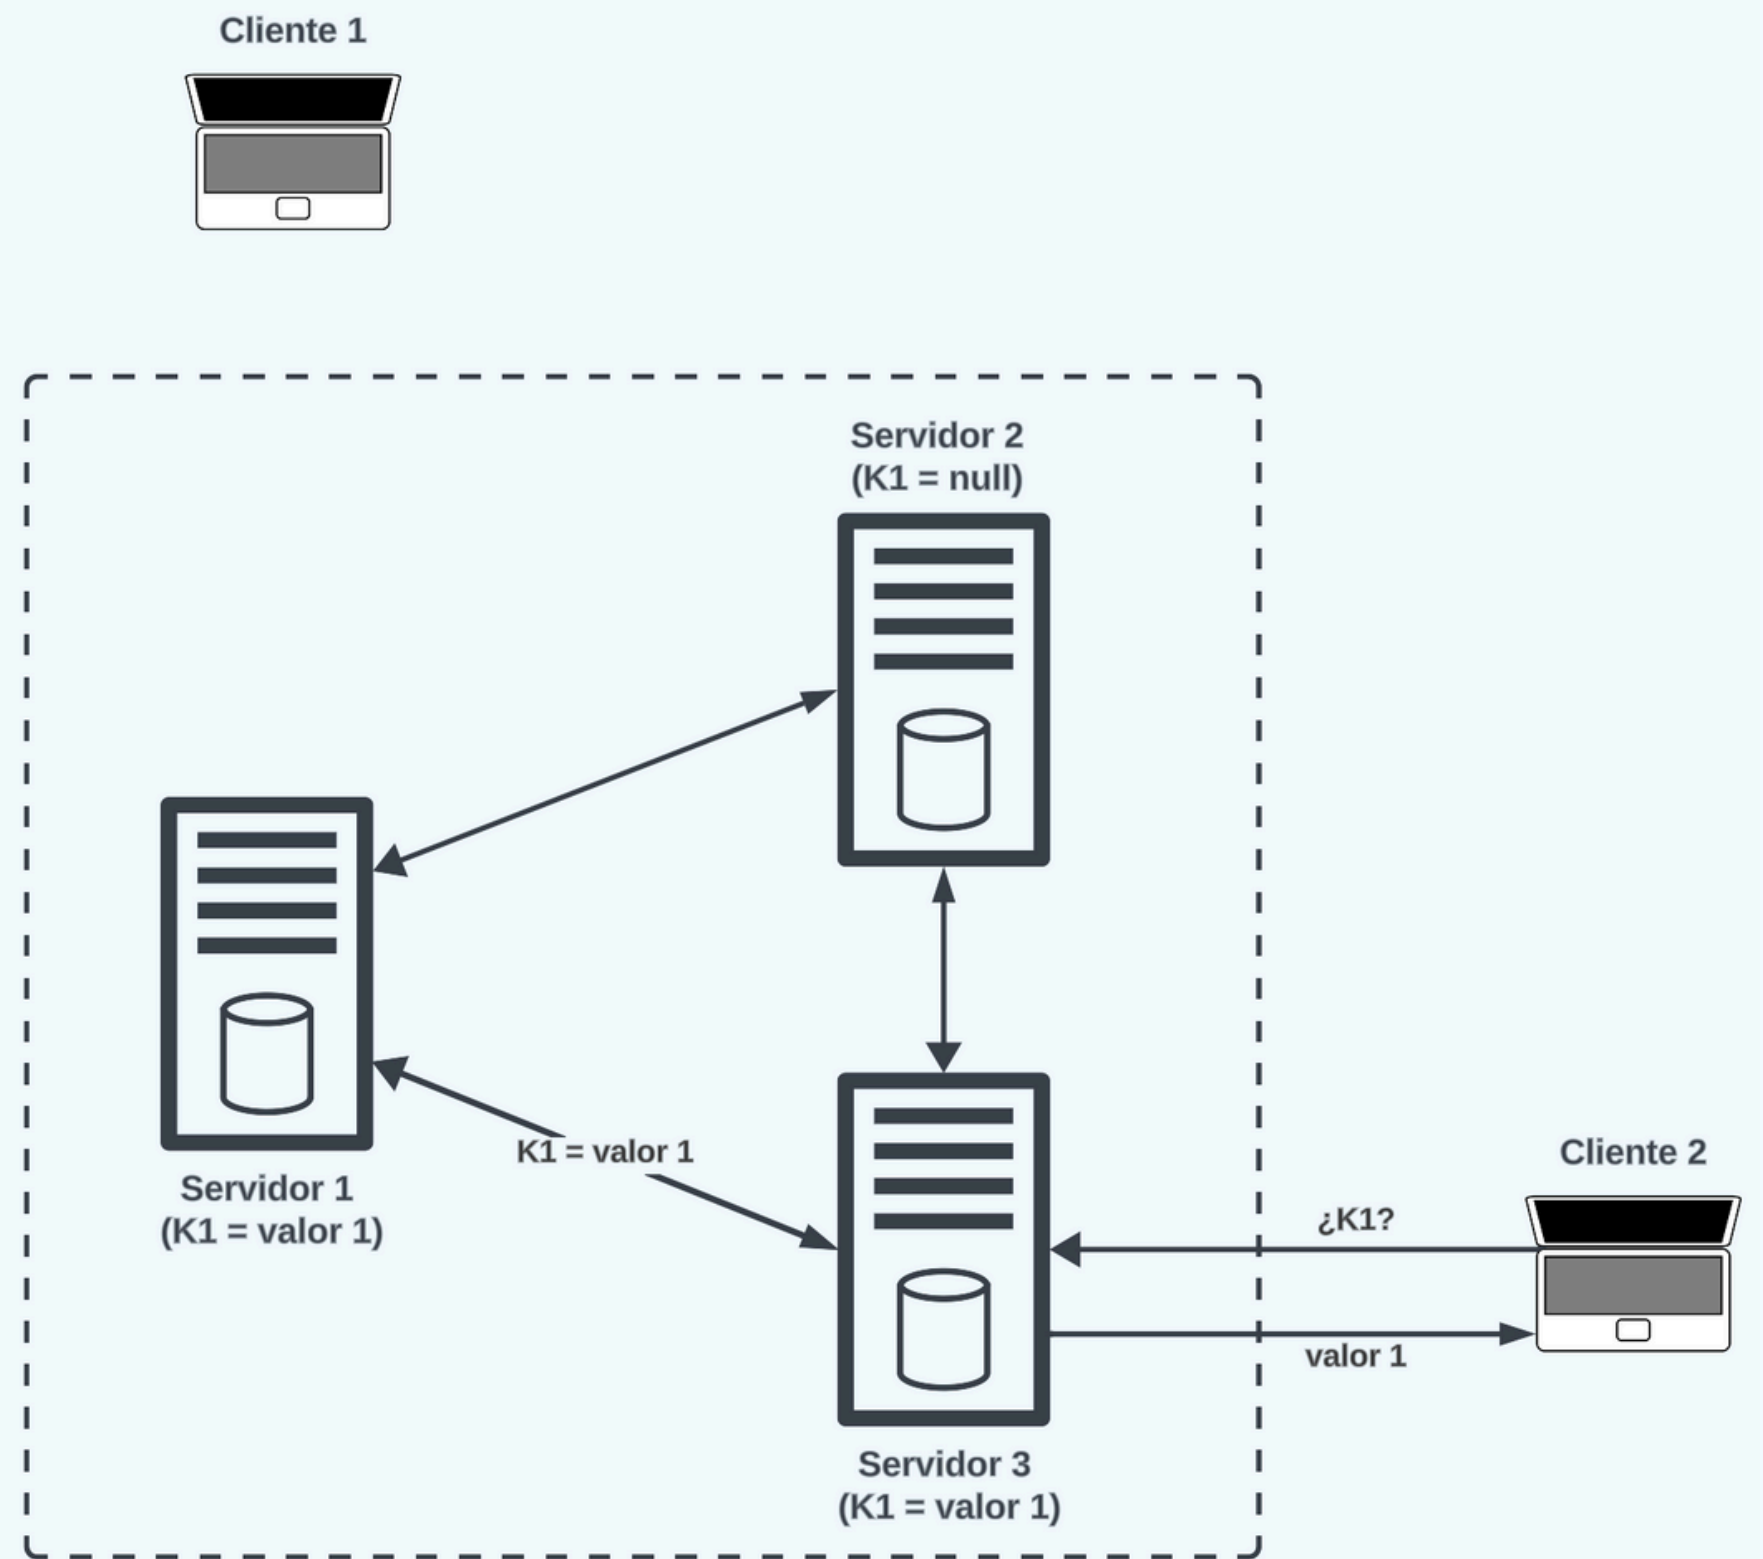 Cliente 1
Servidor 2
(K1 = null)
K1 = valor 1
Servidor 1
(K1 = valor 1)
Cliente 2
¿K1?
valor 1
Servidor 3
(K1 = valor 1)